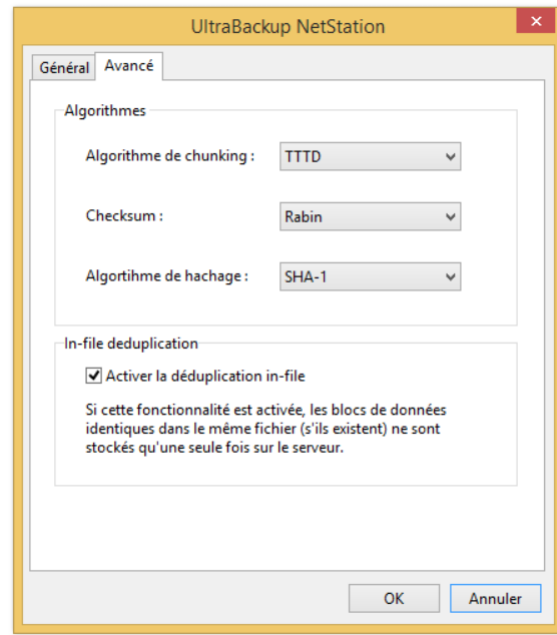 UltraBackup NetStation
Général
Avancé
Algorithmes
Algorithme de chunking :
TTTD
Checksum :
Rabin
Algortihme de hachage :
SHA-1
In-file deduplication
Activer la déduplication in-file
Si cette fonctionnalité est activée, les blocs de données
identiques dans le même fichier (s'ils existent) ne sont
stockés qu'une seule fois sur le serveur.
OK
Annuler